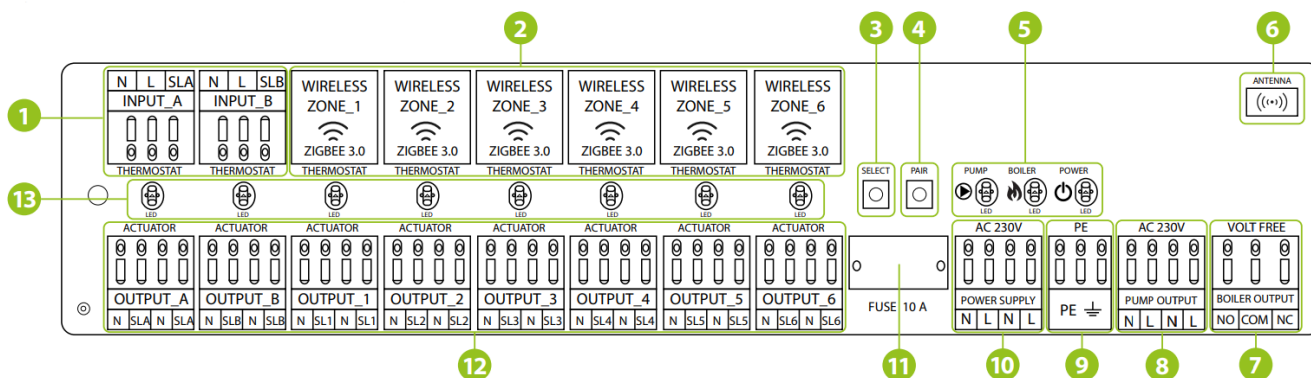 2 3 4 5 6
N L SLA N L SLB WIRELESS WIRELESS WIRELESS WIRELESS WIRELESS WIRELESS ANTENNA
INPUT_A INPUT_B ZONE_1 ZONE_2 ZONE_3 ZONE_4 ZONE_5 ZONE_6
1
ZIGBEE 3.0 ZIGBEE 3.0 ZIGBEE 3.0 ZIGBEE 3.0 ZIGBEE 3.0 ZIGBEE 3.0
THERMOSTAT THERMOSTAT THERMOSTAT THERMOSTAT THERMOSTAT THERMOSTAT THERMOSTAT THERMOSTAT SELECT PAIR PUMP BOILER POWER
13
LED LED LED LED LED LED LED LED LED LED LED
ACTUATOR ACTUATOR ACTUATOR ACTUATOR ACTUATOR ACTUATOR ACTUATOR ACTUATOR AC 230V PE AC 230V VOLT FREE
OUTPUT_A OUTPUT_B OUTPUT_1 OUTPUT_2 OUTPUT_3 OUTPUT_4 OUTPUT_5 OUTPUT_6 FUSE 10 A POWER SUPPLY PE PUMP OUTPUT BOILER OUTPUT
N SLA N SLA N SLB N SLB N SL1 N SL1 N SL2 N SL2 N SL3 N SL3 N SL4 N SL4 N SL5 N SL5 N SL6 N SL6 N L N L N L N L NO COM NC
12 11 10 9 8 7